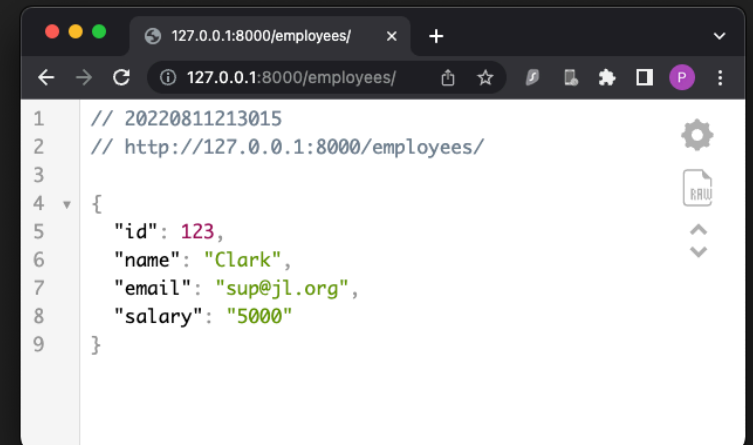 127.0.0.1:8000/employees/
127.0.0.1:8000/employees/
P
1 // 20220811213015
2 // http://127.0.0.1:8000/employees/
3
4 {
5 "id": 123,
6 "name": "Clark",
7 "email": "sup@jl.org",
8 "salary": "5000"
9 }
RAW